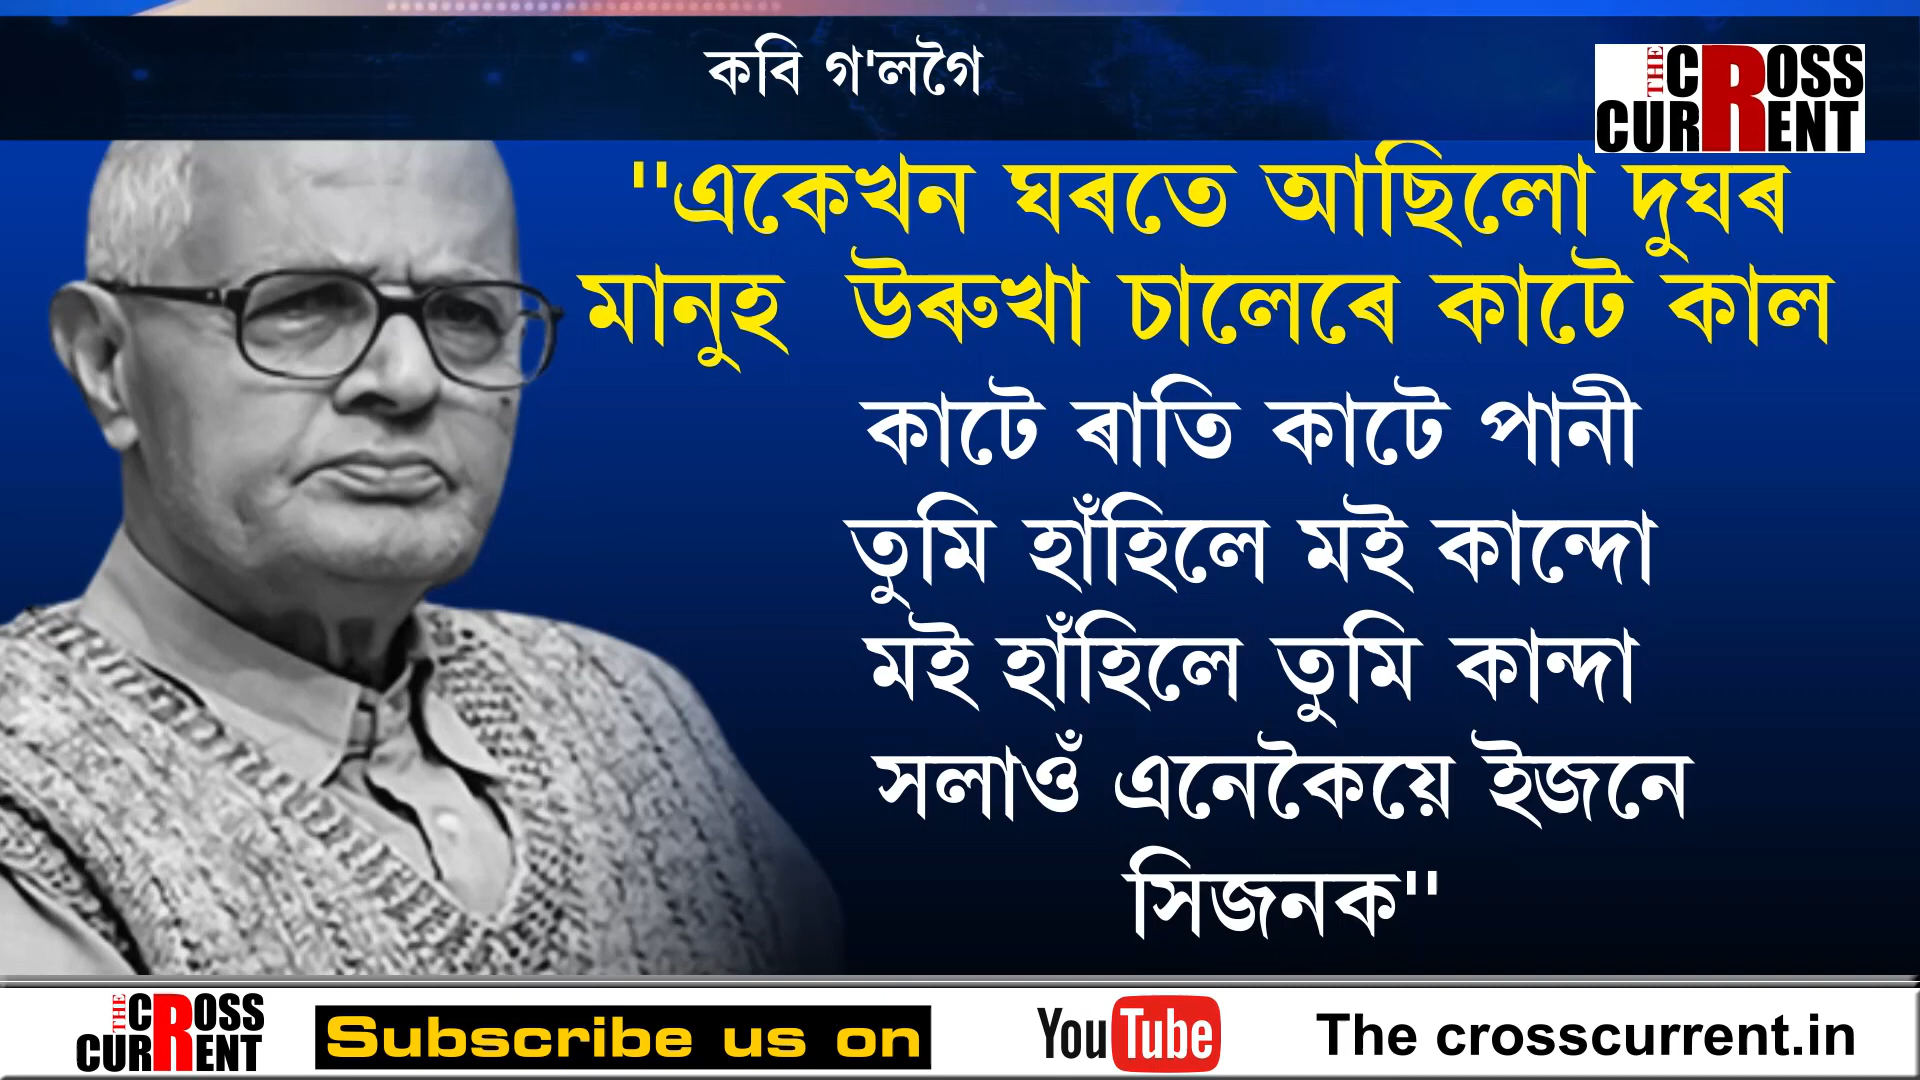 কবি গ'লগৈ
THE CROSS CURRENT
"একেখন ঘৰতে আছিলো দুঘৰ
মানুহ উৰুখা চালেৰে কাটে কাল
কাটে ৰাতি কাটে পানী
তুমি হাঁহিলে মই কান্দো
মই হাঁহিলে তুমি কান্দা
সলাওঁ এনেকৈয়ে ইজনে
সিজনক"
THE CROSS CURRENT
Subscribe us on
YouTube
The crosscurrent.in